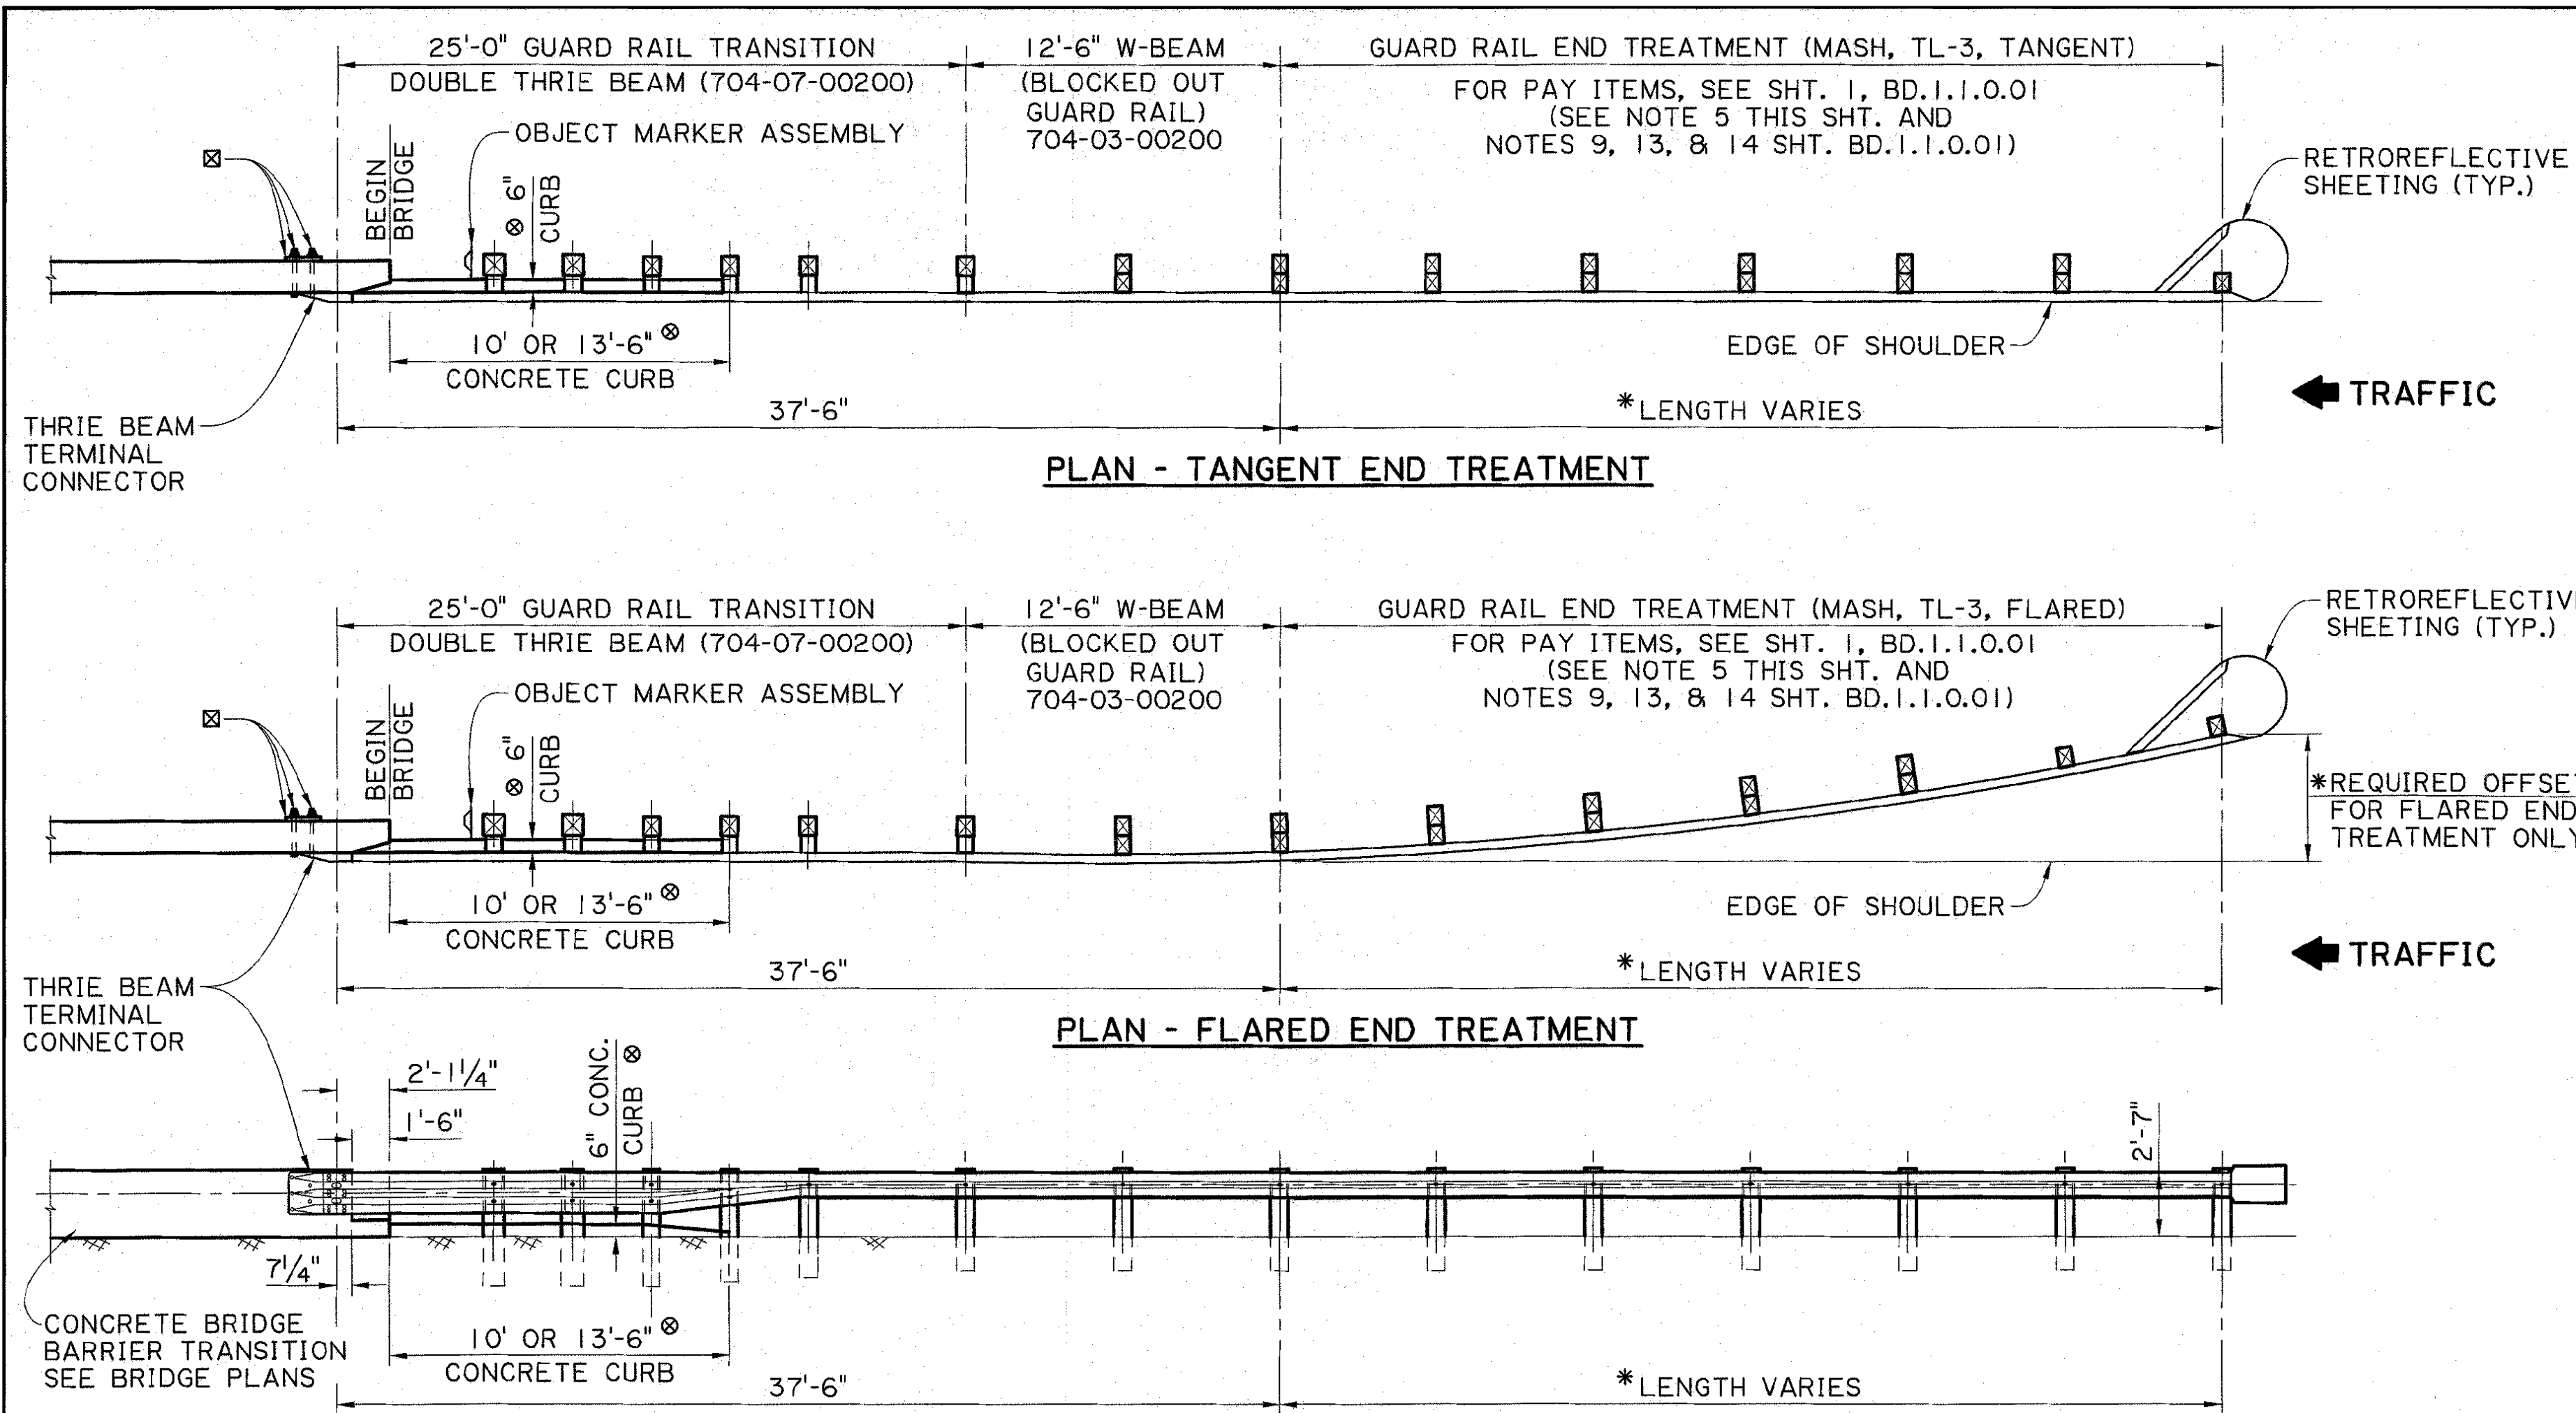 25'-0" GUARD RAIL TRANSITION
DOUBLE THRIE BEAM (704-07-00200)
12'-6" W-BEAM
(BLOCKED OUT
GUARD RAIL)
704-03-00200
GUARD RAIL END TREATMENT (MASH, TL-3, TANGENT)
FOR PAY ITEMS, SEE SHT. 1, BD.1.1.0.01
(SEE NOTE 5 THIS SHT. AND
NOTES 9, 13, & 14 SHT. BD.1.1.0.01)
RETROREFLECTIVE
SHEETING (TYP.)
OBJECT MARKER ASSEMBLY
BEGIN
BRIDGE
⊗ 6"
CURB
10' OR 13'-6" ⊗
CONCRETE CURB
EDGE OF SHOULDER
37'-6"
*LENGTH VARIES
TRAFFIC
THRIE BEAM
TERMINAL
CONNECTOR
PLAN - TANGENT END TREATMENT
25'-0" GUARD RAIL TRANSITION
DOUBLE THRIE BEAM (704-07-00200)
12'-6" W-BEAM
(BLOCKED OUT
GUARD RAIL)
704-03-00200
GUARD RAIL END TREATMENT (MASH, TL-3, FLARED)
FOR PAY ITEMS, SEE SHT. 1, BD.1.1.0.01
(SEE NOTE 5 THIS SHT. AND
NOTES 9, 13, & 14 SHT. BD.1.1.0.01)
RETROREFLECTIV
SHEETING (TYP.)
OBJECT MARKER ASSEMBLY
BEGIN
BRIDGE
⊗ 6"
CURB
*REQUIRED OFFSE
FOR FLARED END
TREATMENT ONLY
10' OR 13'-6" ⊗
CONCRETE CURB
EDGE OF SHOULDER
37'-6"
*LENGTH VARIES
TRAFFIC
THRIE BEAM
TERMINAL
CONNECTOR
PLAN - FLARED END TREATMENT
2'-1 1/4"
1'-6"
6" CONC.
CURB ⊗
2'-7"
7 1/4"
CONCRETE BRIDGE
BARRIER TRANSITION
SEE BRIDGE PLANS
10' OR 13'-6" ⊗
CONCRETE CURB
37'-6"
*LENGTH VARIES